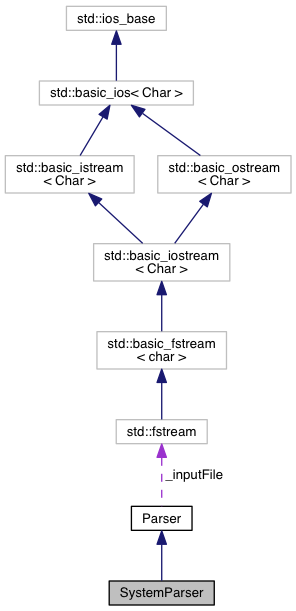 std::ios_base
std::basic_ios< Char >
std::basic_istream
< Char >
std::basic_ostream
< Char >
std::basic_iostream
< Char >
std::basic_fstream
< char >
std::fstream
_inputFile
Parser
SystemParser